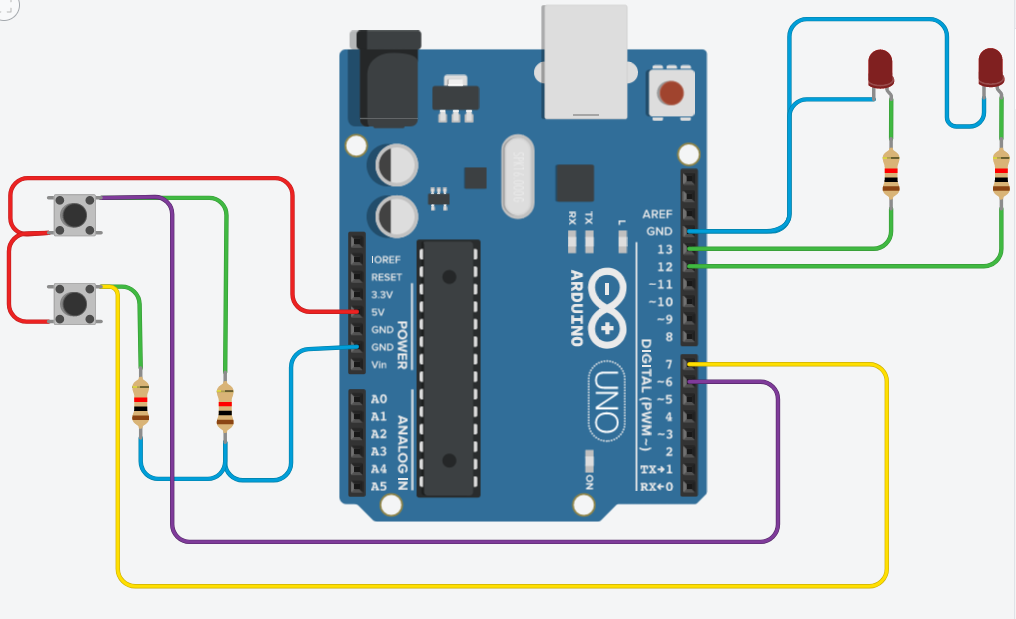 AREF
GND
13
12
~11
~10
~9
8
7
~6
~5
4
~3
2
TX→1
RX←0
DIGITAL (PWM~)
IOREF
RESET
3.3V
5V
GND
GND
Vin
POWER
A0
A1
A2
A3
A4
A5
ANALOG IN
RX
TX
L
ARDUINO
UNO
ON